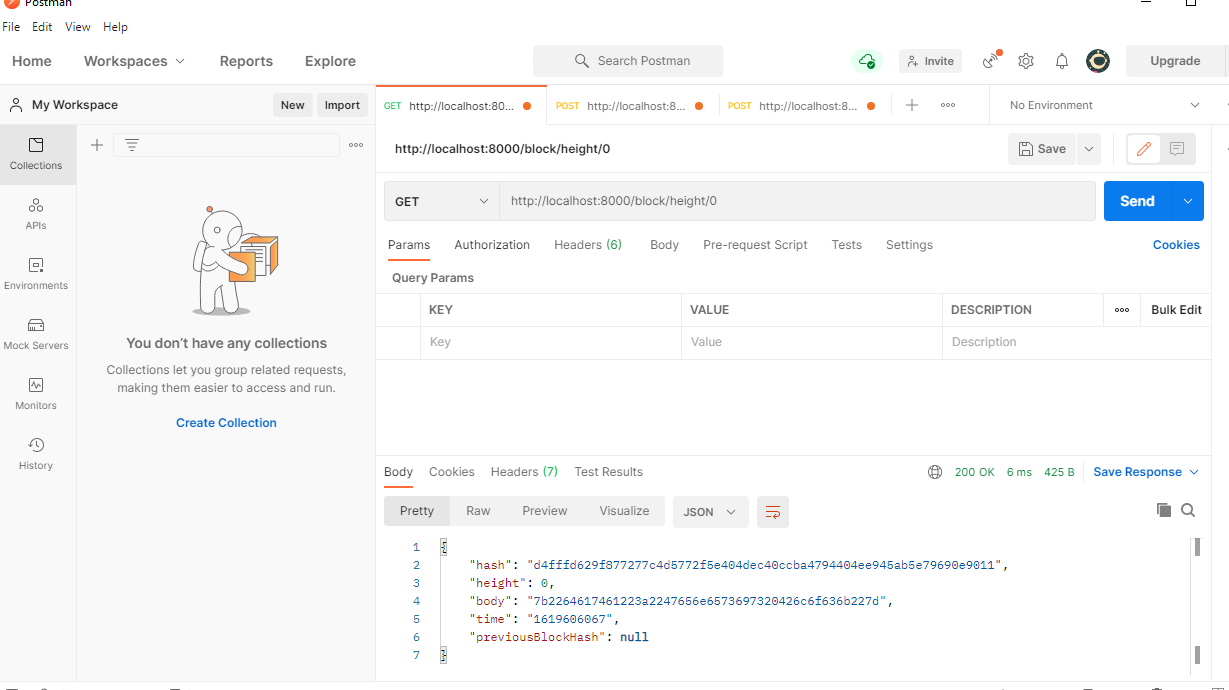 Postman
File Edit View Help
Home Workspaces Reports Explore Search Postman Invite Upgrade
My Workspace New Import GET http://localhost:80... POST http://localhost:8... POST http://localhost:8... No Environment
Collections
APIs
Environments
Mock Servers
Monitors
History
You don't have any collections
Collections let you group related requests,
making them easier to access and run.
Create Collection
http://localhost:8000/block/height/0 Save
GET http://localhost:8000/block/height/0 Send
Params Authorization Headers (6) Body Pre-request Script Tests Settings Cookies
Query Params
KEY VALUE DESCRIPTION Bulk Edit
Key Value Description
Body Cookies Headers (7) Test Results 200 OK 6 ms 425 B Save Response
Pretty Raw Preview Visualize JSON
1 {
2 "hash": "d4fffd629f877277c4d5772f5e404dec40ccba4794404ee945ab5e79690e9011",
3 "height": 0,
4 "body": "7b2264617461223a2247656e6573697320426c6f636b227d",
5 "time": "1619606067",
6 "previousBlockHash": null
7 }